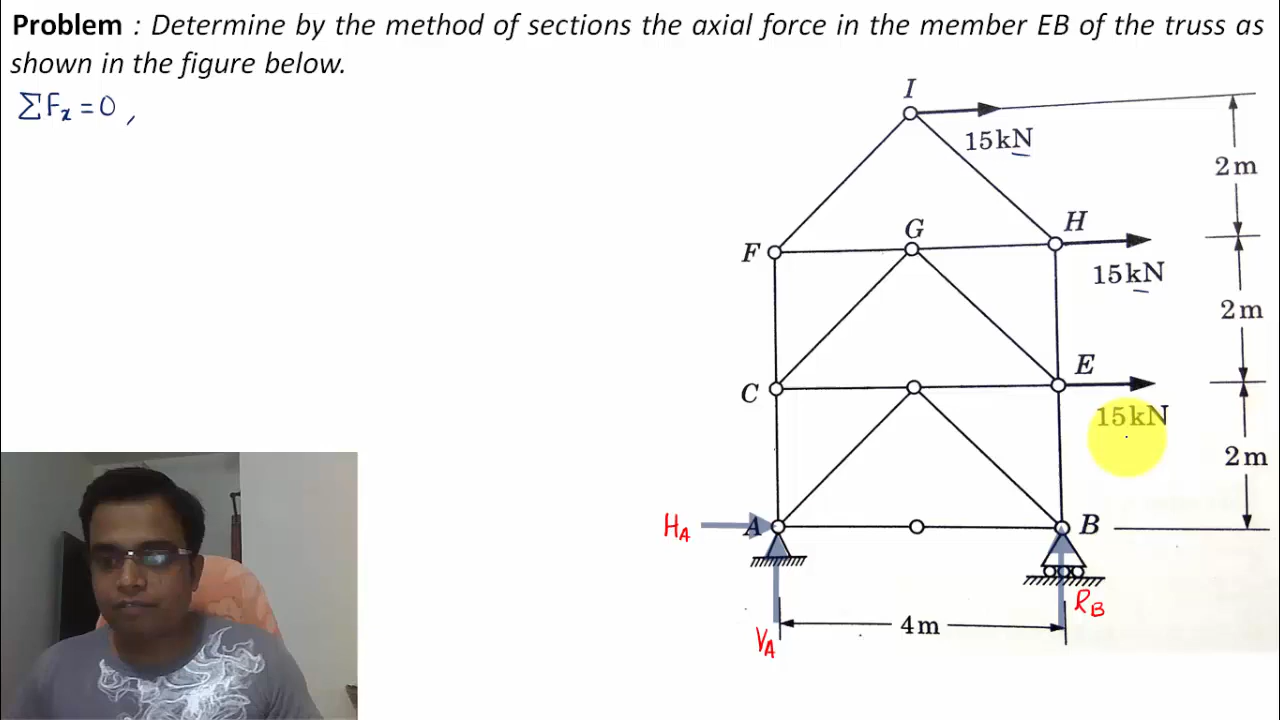 Problem : Determine by the method of sections the axial force in the member EB of the truss as
shown in the figure below.
ΣFx = 0 ,
I
15kN
2m
H
G
F
15kN
2m
E
C
15kN
2m
HA
A
B
RB
4m
VA